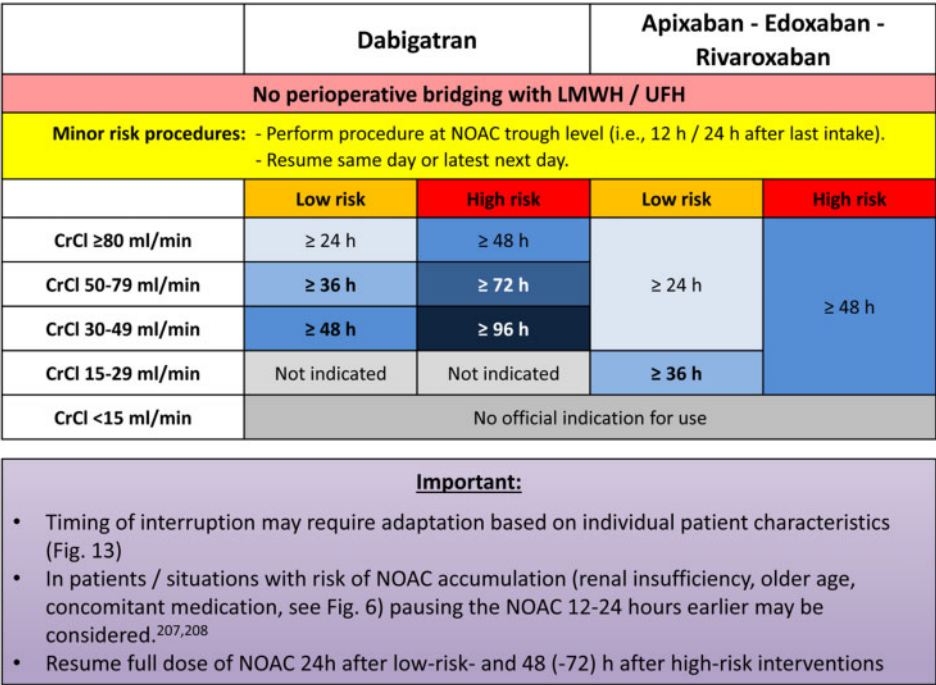 Dabigatran
Apixaban - Edoxaban -
Rivaroxaban
No perioperative bridging with LMWH / UFH
Minor risk procedures: - Perform procedure at NOAC trough level (i.e., 12 h / 24 h after last intake).
- Resume same day or latest next day.
Low risk High risk Low risk High risk
CrCl ≥80 ml/min ≥ 24 h ≥ 48 h
CrCl 50-79 ml/min ≥ 36 h ≥ 72 h ≥ 24 h
≥ 48 h
CrCl 30-49 ml/min ≥ 48 h ≥ 96 h
CrCl 15-29 ml/min Not indicated Not indicated ≥ 36 h
CrCl <15 ml/min No official indication for use
Important:
• Timing of interruption may require adaptation based on individual patient characteristics
(Fig. 13)
• In patients / situations with risk of NOAC accumulation (renal insufficiency, older age,
concomitant medication, see Fig. 6) pausing the NOAC 12-24 hours earlier may be
considered.207,208
• Resume full dose of NOAC 24h after low-risk- and 48 (-72) h after high-risk interventions